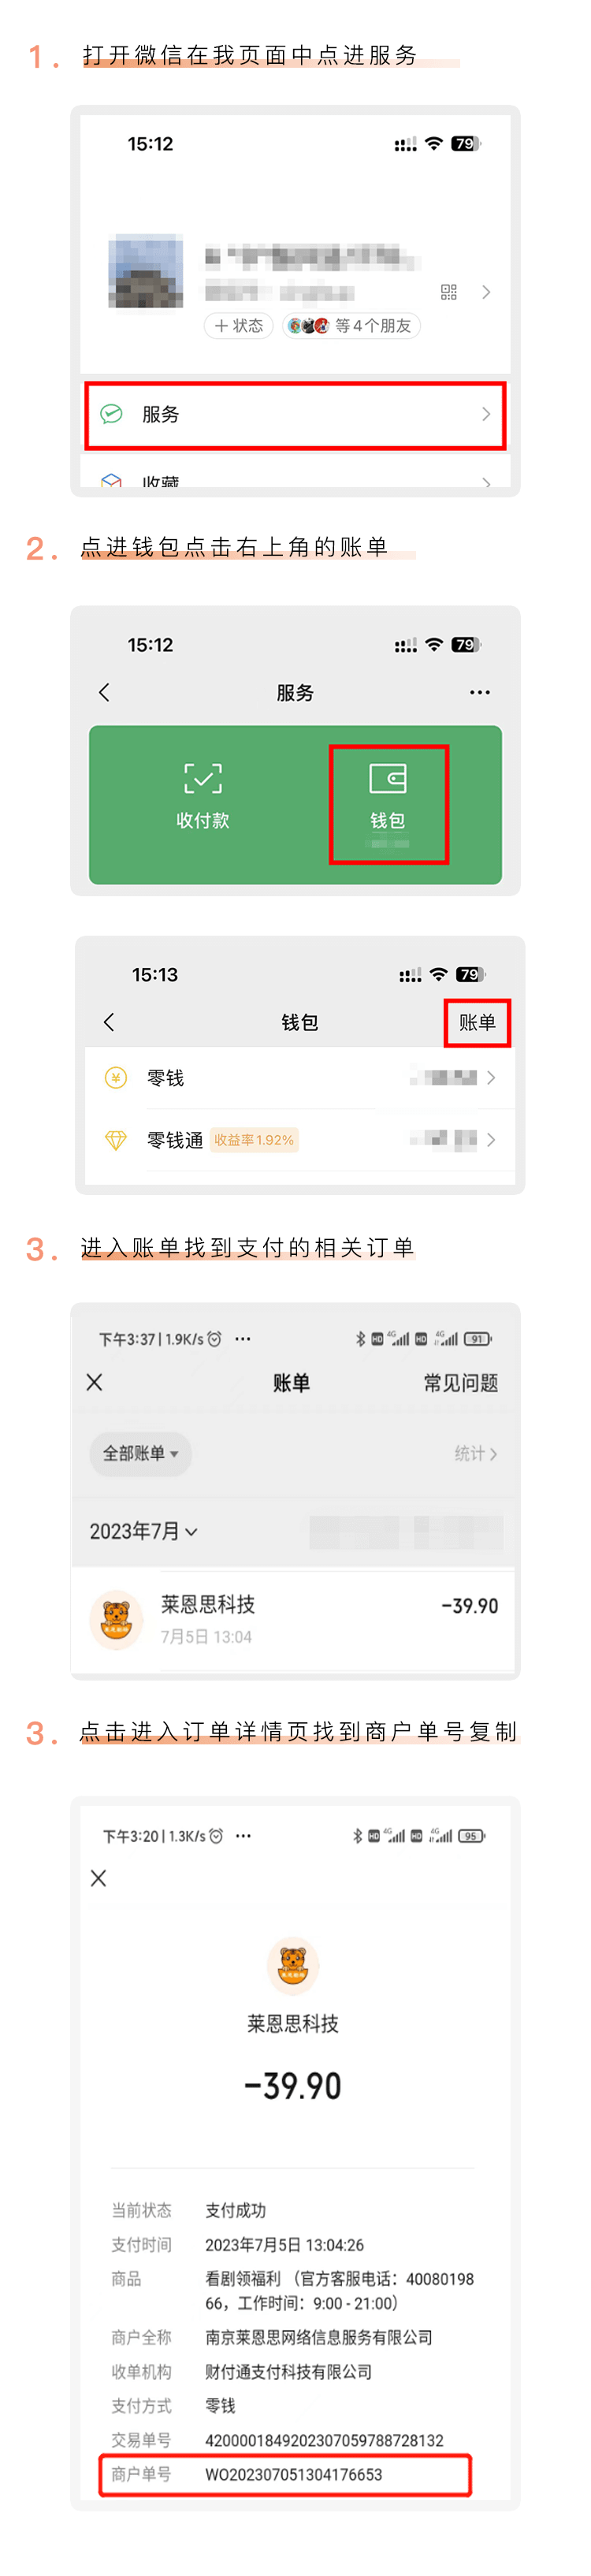 1. 打开微信在我页面中点进服务
15:12
79
+ 状态
等4个朋友
服务
收藏
2. 点进钱包点击右上角的账单
15:12
79
服务
收付款
钱包
15:13
79
钱包
账单
零钱
零钱通 收益率1.92%
3. 进入账单找到支付的相关订单
下午3:37 | 1.9K/s ··· HD 4G HD 4G 91
账单
常见问题
全部账单
统计
2023年7月
莱恩思科技
-39.90
7月5日 13:04
3. 点击进入订单详情页找到商户单号复制
下午3:20 | 1.3K/s ··· HD 4G HD 4G 95
莱恩思科技
-39.90
当前状态 支付成功
支付时间 2023年7月5日 13:04:26
商品 看剧领福利 （官方客服电话：40080198
66，工作时间：9:00 - 21:00）
商户全称 南京莱恩思网络信息服务有限公司
收单机构 财付通支付科技有限公司
支付方式 零钱
交易单号 4200001849202307059788728132
商户单号 WO202307051304176653